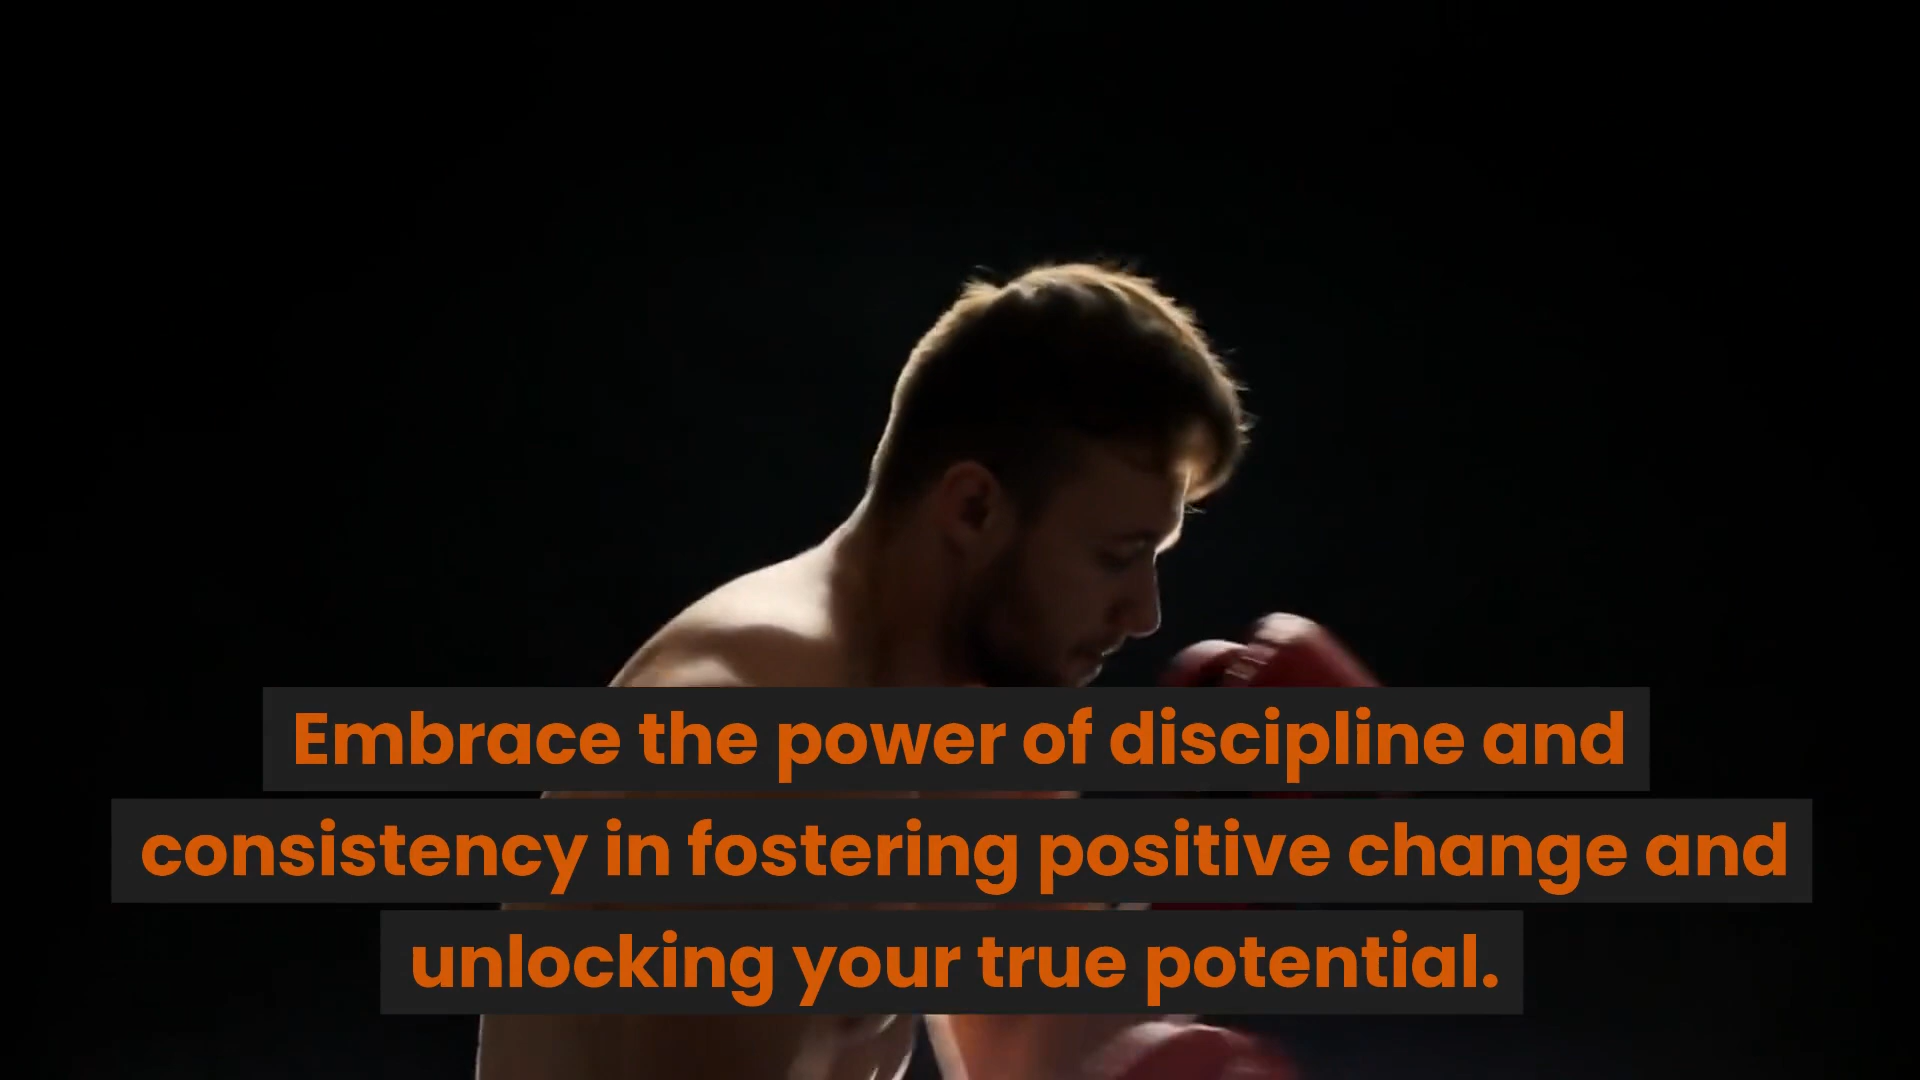 Embrace the power of discipline and
consistency in fostering positive change and
unlocking your true potential.